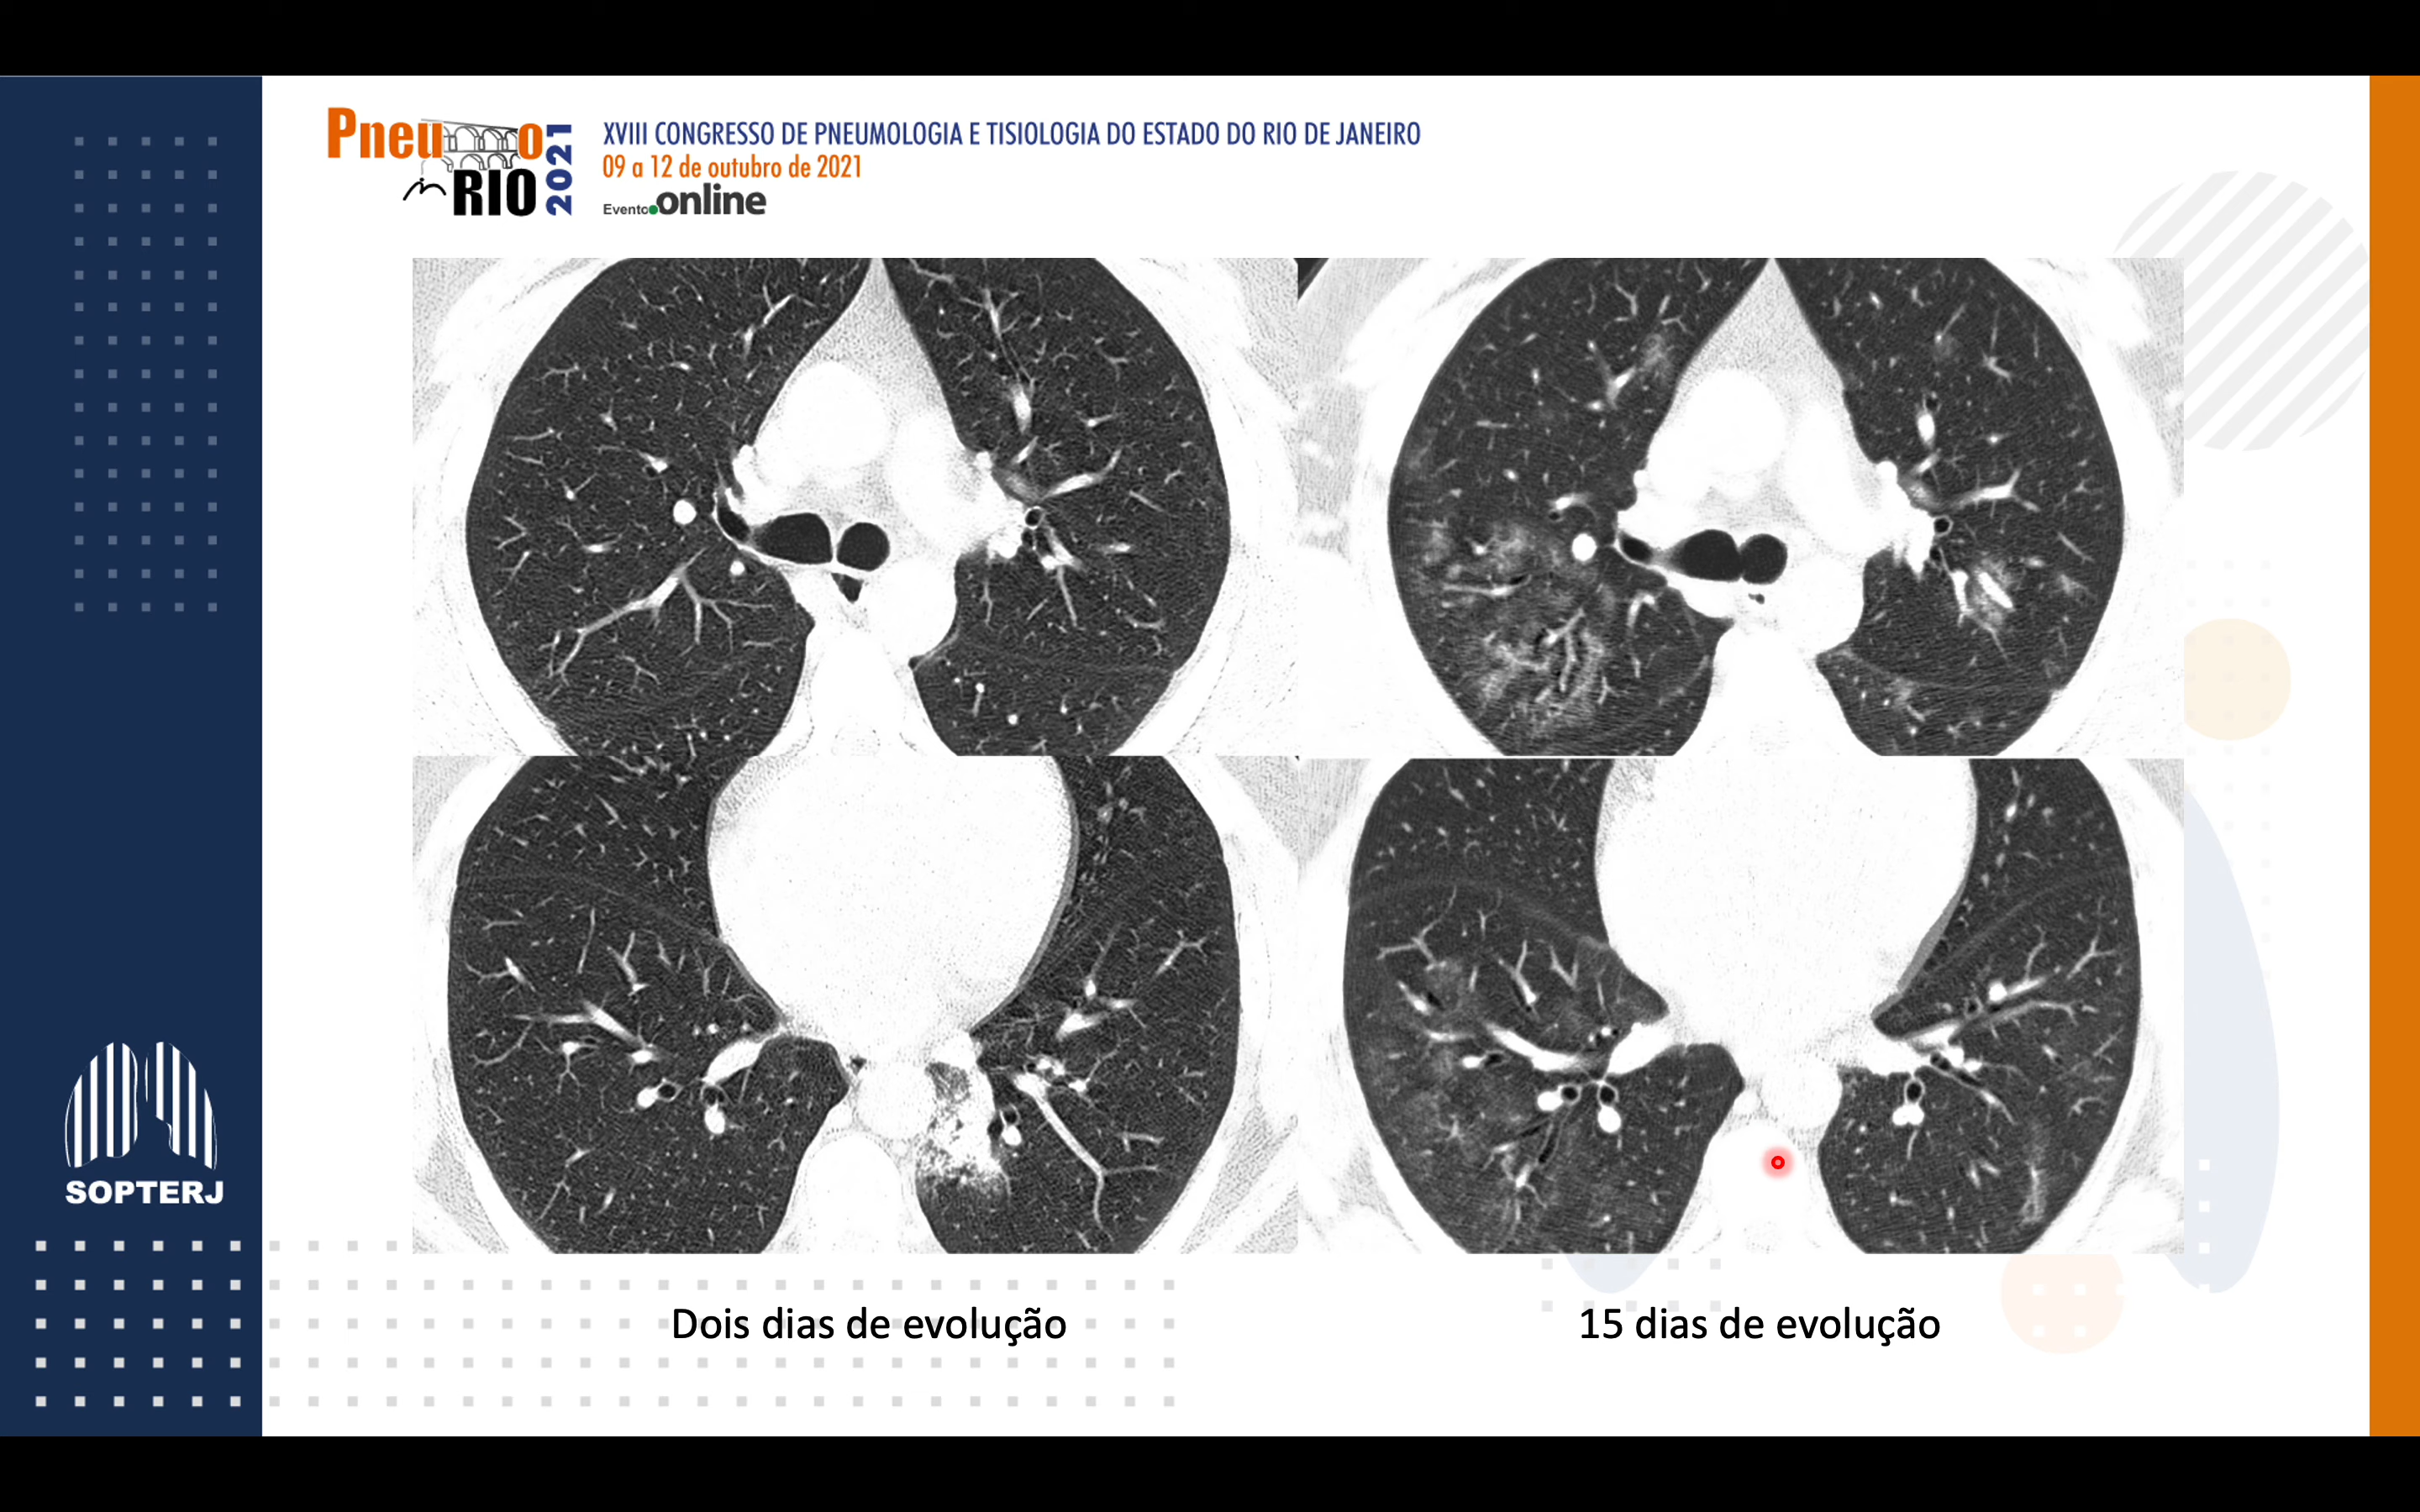 Pneumo
in RIO
2021
XVIII CONGRESSO DE PNEUMOLOGIA E TISIOLOGIA DO ESTADO DO RIO DE JANEIRO
09 a 12 de outubro de 2021
Evento online
SOPTERJ
Dois dias de evolução
15 dias de evolução